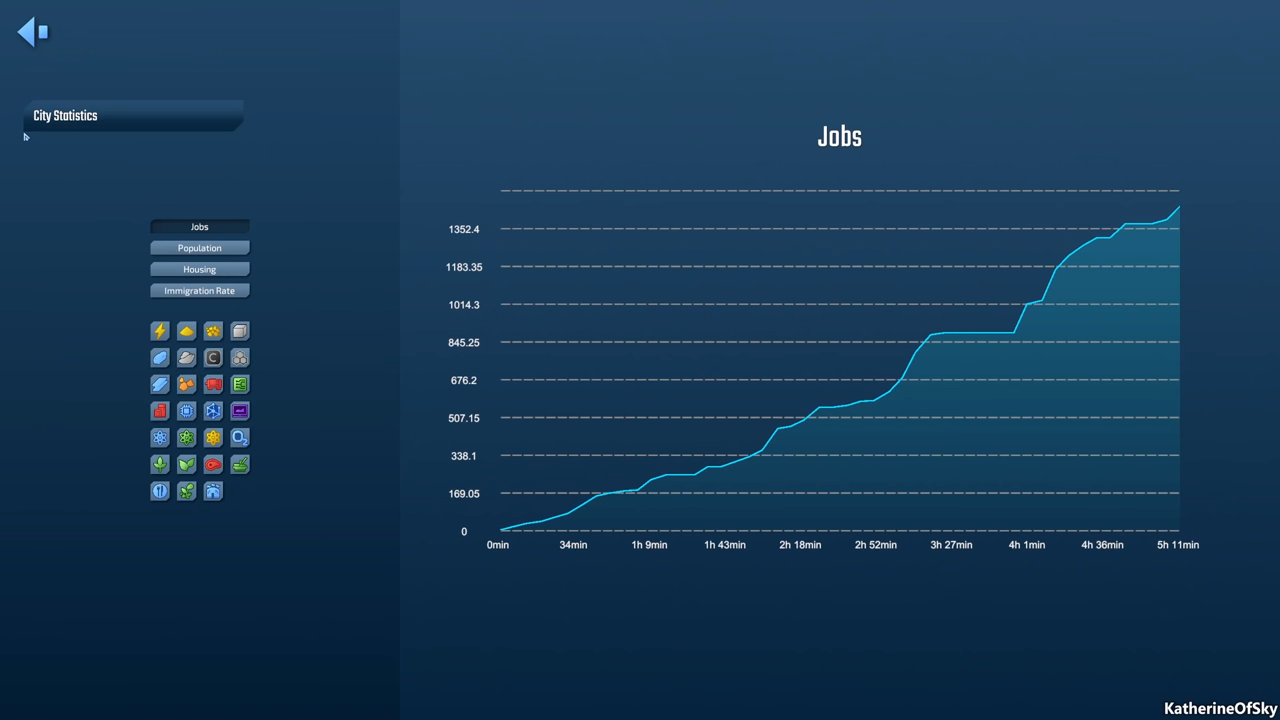 City Statistics
Jobs
Jobs
Population
Housing
Immigration Rate
C
O2
1352.4
1183.35
1014.3
845.25
676.2
507.15
338.1
169.05
0
0min
34min
1h 9min
1h 43min
2h 18min
2h 52min
3h 27min
4h 1min
4h 36min
5h 11min
KatherineOfSky